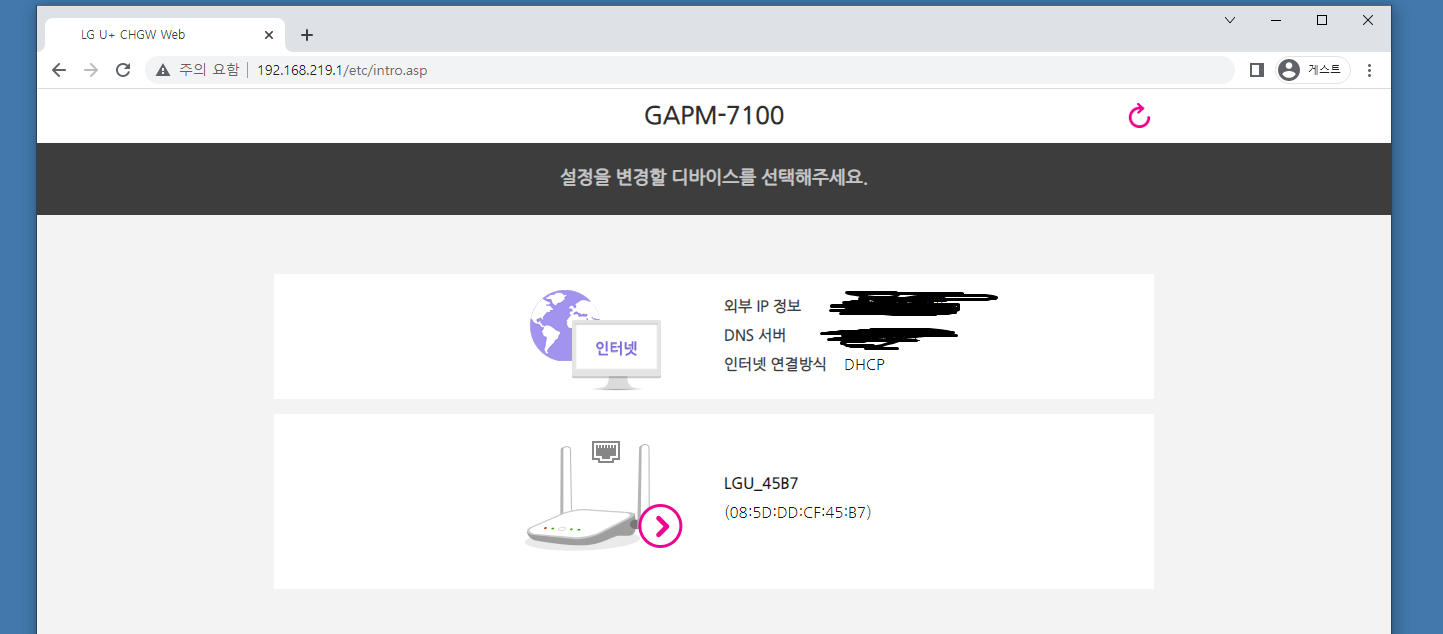 LG U+ CHGW Web
주의 요함 192.168.219.1/etc/intro.asp
게스트
GAPM-7100
설정을 변경할 디바이스를 선택해주세요.
인터넷
외부 IP 정보
DNS 서버
인터넷 연결방식 DHCP
LGU_45B7
(08:5D:DD:CF:45:B7)